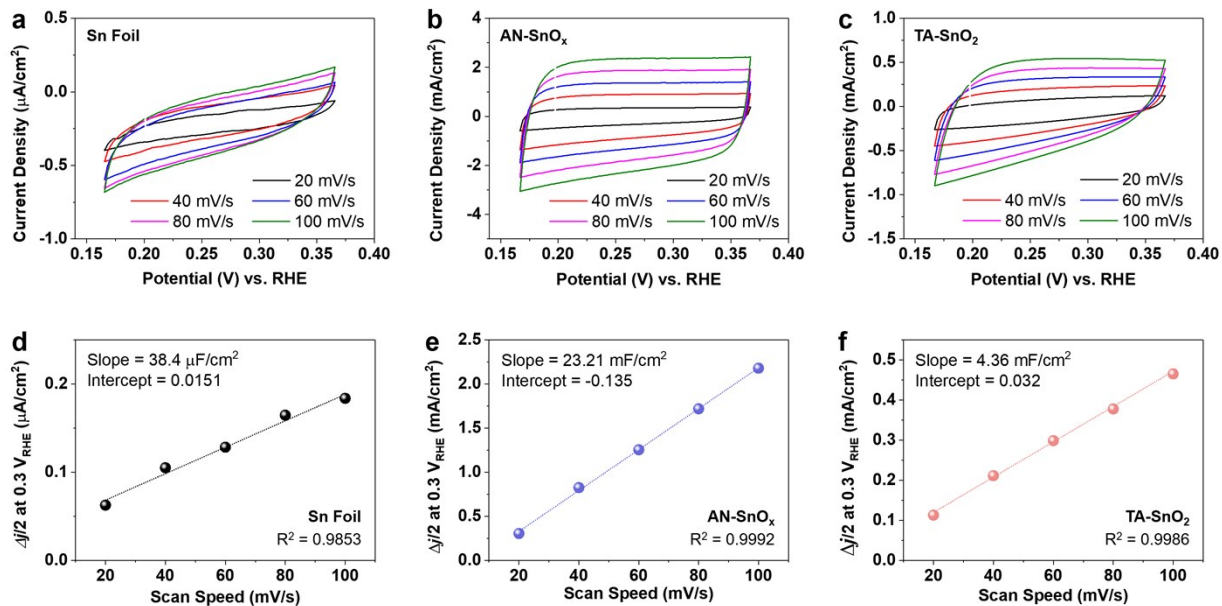 a
Sn Foil
0.5
0.0
-0.5
-1.0
Current Density (μA/cm²)
20 mV/s
40 mV/s
60 mV/s
80 mV/s
100 mV/s
0.15 0.20 0.25 0.30 0.35 0.40
Potential (V) vs. RHE
b
AN-SnOₓ
4
2
0
-2
-4
Current Density (mA/cm²)
20 mV/s
40 mV/s
60 mV/s
80 mV/s
100 mV/s
0.15 0.20 0.25 0.30 0.35 0.40
Potential (V) vs. RHE
c
TA-SnO₂
1.0
0.5
0.0
-0.5
-1.0
-1.5
Current Density (mA/cm²)
20 mV/s
40 mV/s
60 mV/s
80 mV/s
100 mV/s
0.15 0.20 0.25 0.30 0.35 0.40
Potential (V) vs. RHE
d
Slope = 38.4 μF/cm²
Intercept = 0.0151
0.2
0.1
0.0
Δj/2 at 0.3 V_RHE (μA/cm²)
Sn Foil
R² = 0.9853
20 40 60 80 100
Scan Speed (mV/s)
e
Slope = 23.21 mF/cm²
Intercept = -0.135
2.5
2.0
1.5
1.0
0.5
0.0
Δj/2 at 0.3 V_RHE (mA/cm²)
AN-SnOₓ
R² = 0.9992
20 40 60 80 100
Scan Speed (mV/s)
f
Slope = 4.36 mF/cm²
Intercept = 0.032
0.5
0.4
0.3
0.2
0.1
0.0
Δj/2 at 0.3 V_RHE (mA/cm²)
TA-SnO₂
R² = 0.9986
20 40 60 80 100
Scan Speed (mV/s)